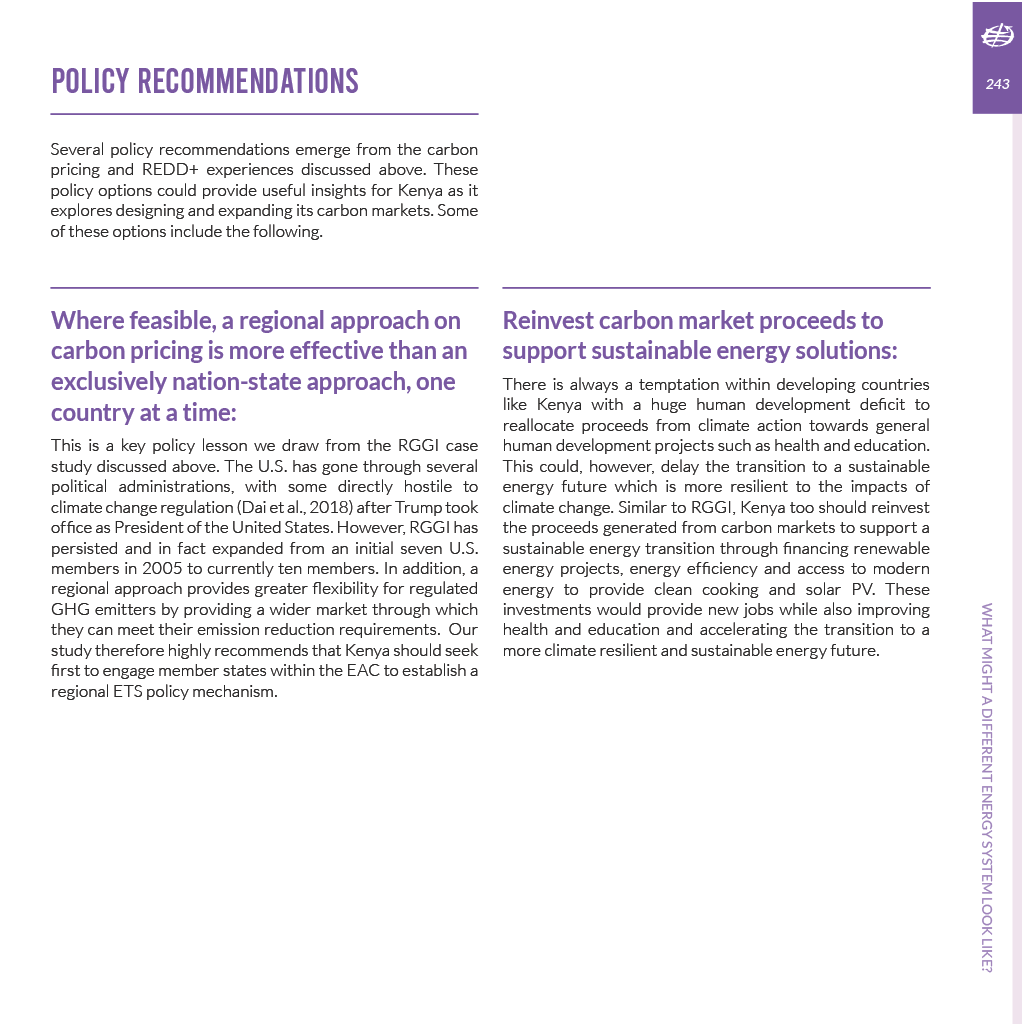 243
POLICY RECOMMENDATIONS
Several policy recommendations emerge from the carbon
pricing and REDD+ experiences discussed above. These
policy options could provide useful insights for Kenya as it
explores designing and expanding its carbon markets. Some
of these options include the following.
Where feasible, a regional approach on
carbon pricing is more effective than an
exclusively nation-state approach, one
country at a time:
This is a key policy lesson we draw from the RGGI case
study discussed above. The U.S. has gone through several
political administrations, with some directly hostile to
climate change regulation (Dai et al., 2018) after Trump took
office as President of the United States. However, RGGI has
persisted and in fact expanded from an initial seven U.S.
members in 2005 to currently ten members. In addition, a
regional approach provides greater flexibility for regulated
GHG emitters by providing a wider market through which
they can meet their emission reduction requirements.  Our
study therefore highly recommends that Kenya should seek
first to engage member states within the EAC to establish a
regional ETS policy mechanism.
Reinvest carbon market proceeds to
support sustainable energy solutions:
There is always a temptation within developing countries
like Kenya with a huge human development deficit to
reallocate proceeds from climate action towards general
human development projects such as health and education.
This could, however, delay the transition to a sustainable
energy future which is more resilient to the impacts of
climate change. Similar to RGGI, Kenya too should reinvest
the proceeds generated from carbon markets to support a
sustainable energy transition through financing renewable
energy projects, energy efficiency and access to modern
energy to provide clean cooking and solar PV. These
investments would provide new jobs while also improving
health and education and accelerating the transition to a
more climate resilient and sustainable energy future.
WHAT MIGHT A DIFFERENT ENERGY SYSTEM LOOK LIKE?